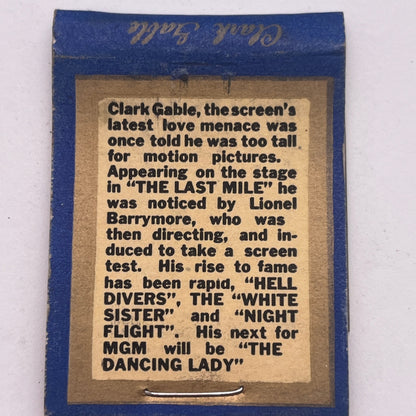 Clark Gable
Clark Gable, the screen's
latest love menace was
once told he was too tall
for motion pictures.
Appearing on the stage
in "THE LAST MILE" he
was noticed by Lionel
Barrymore, who was
then directing, and in-
duced to take a screen
test. His rise to fame
has been rapid, "HELL
DIVERS", THE "WHITE
SISTER" and "NIGHT
FLIGHT". His next for
MGM will be "THE
DANCING LADY"